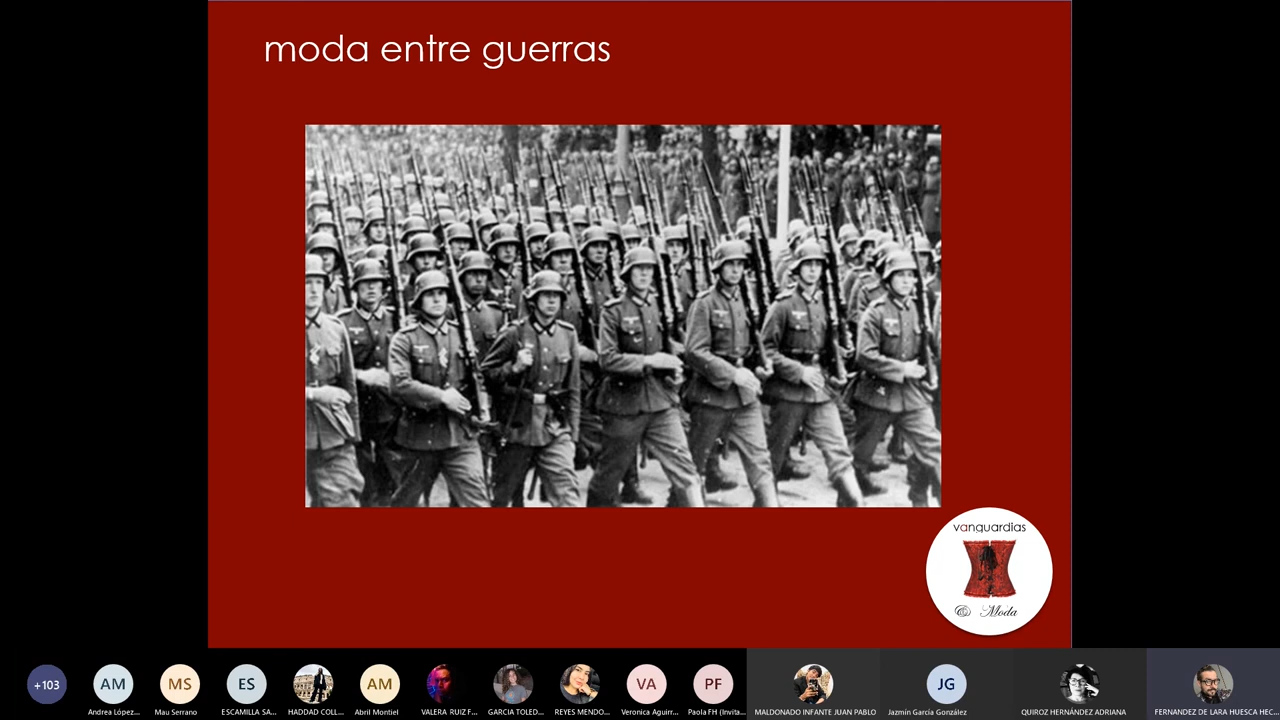 moda entre guerras
vanguardias
& Moda
+103
AM
MS
ES
AM
VA
PF
JG
Andrea López...
Mau Serrano
ESCAMILLA SA...
HADDAD COLL...
Abril Montiel
VALERA RUIZ F...
GARCIA TOLED...
REYES MENDO...
Veronica Aguirr...
Paola FH (Invita...
MALDONADO INFANTE JUAN PABLO
Jazmín García González
QUIROZ HERNÁNDEZ ADRIANA
FERNANDEZ DE LARA HUESCA HEC...